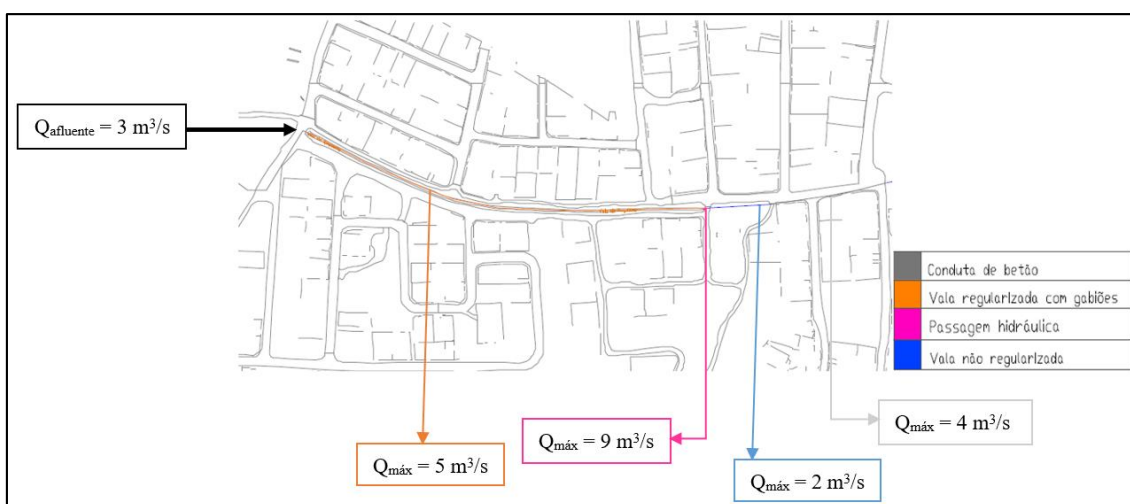 Qafluente = 3 m³/s
Conduta de betão
Vala regularizada com gabiões
Passagem hidráulica
Vala não regularizada
Qmáx = 4 m³/s
Qmáx = 9 m³/s
Qmáx = 5 m³/s
Qmáx = 2 m³/s